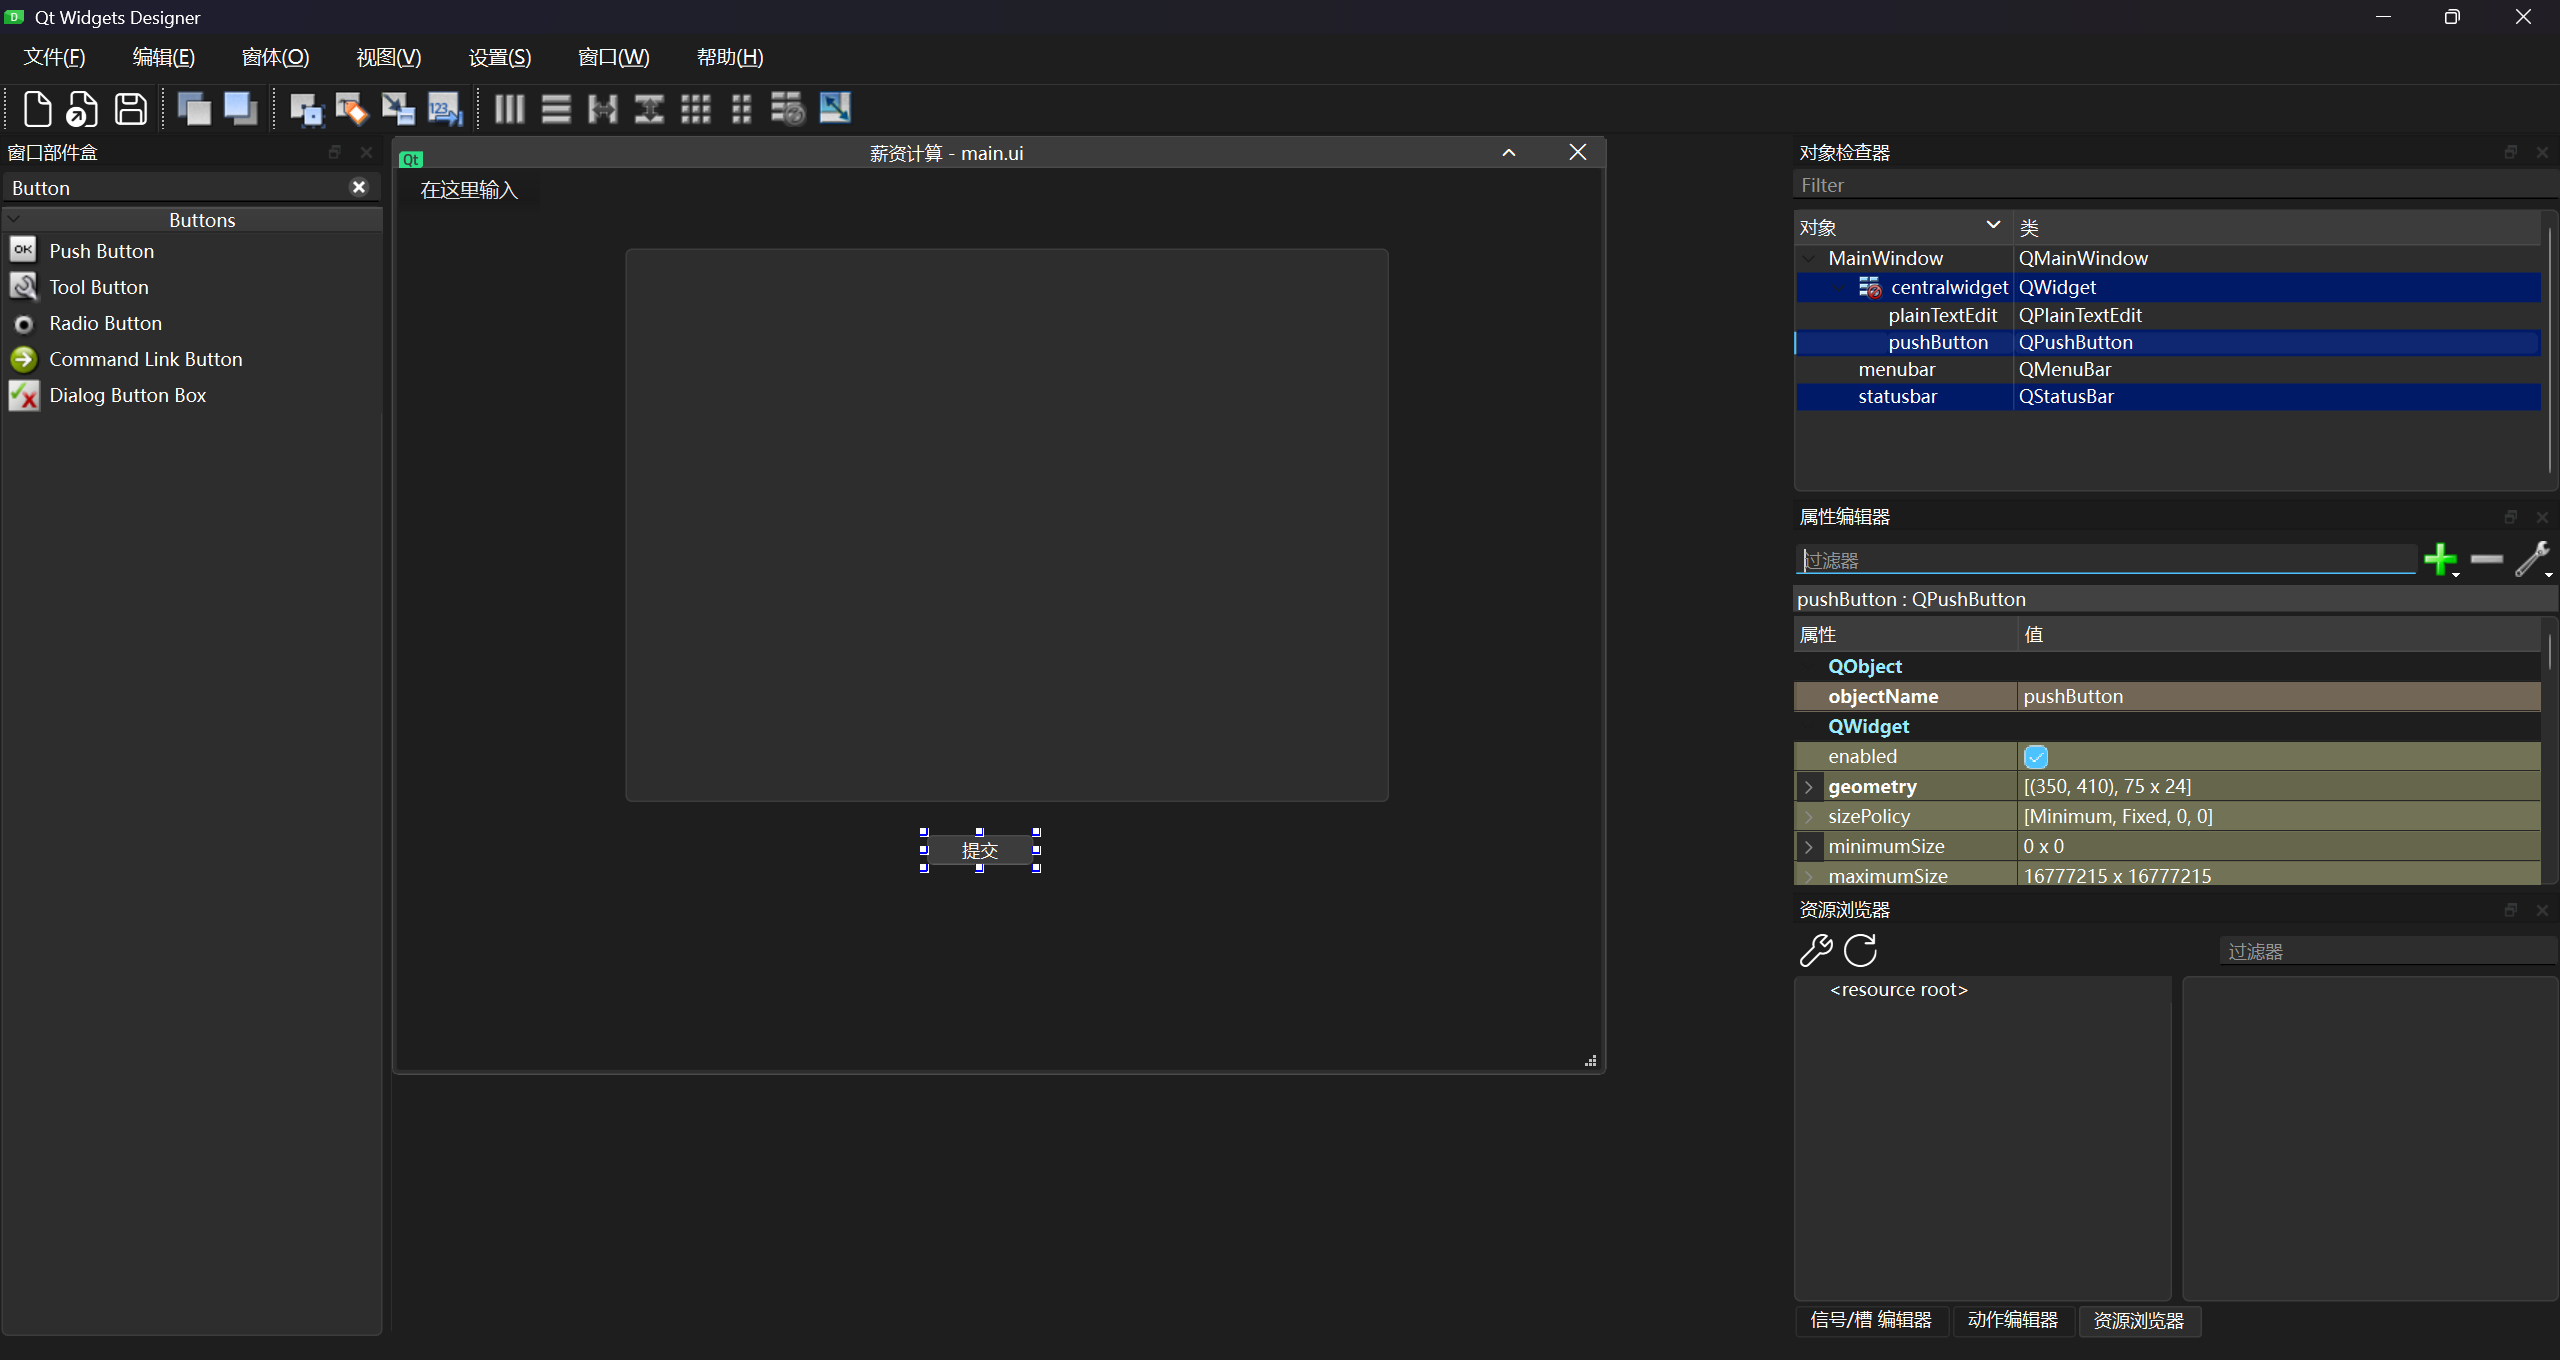 Qt Widgets Designer
文件(F) 编辑(E) 窗体(O) 视图(V) 设置(S) 窗口(W) 帮助(H)
窗口部件盒
Button
Buttons
Push Button
Tool Button
Radio Button
Command Link Button
Dialog Button Box
薪资计算 - main.ui
在这里输入
提交
对象检查器
Filter
对象 类
MainWindow QMainWindow
centralwidget QWidget
plainTextEdit QPlainTextEdit
pushButton QPushButton
menubar QMenuBar
statusbar QStatusBar
属性编辑器
过滤器
pushButton : QPushButton
属性 值
QObject
objectName pushButton
QWidget
enabled
geometry [(350, 410), 75 x 24]
sizePolicy [Minimum, Fixed, 0, 0]
minimumSize 0 x 0
maximumSize 16777215 x 16777215
资源浏览器
过滤器
<resource root>
信号/槽 编辑器 动作编辑器 资源浏览器